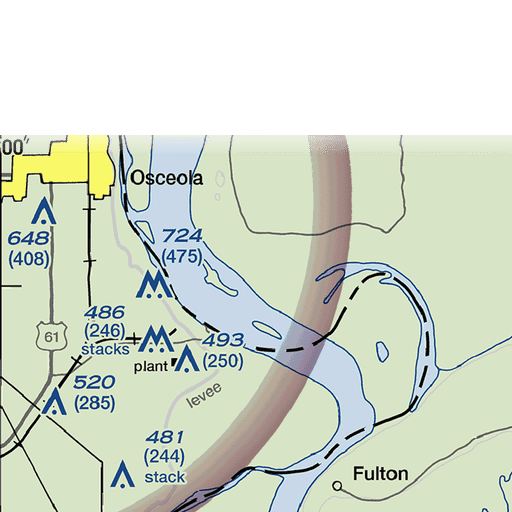 00"
Osceola
648
(408)
724
(475)
486
(246)
stacks
493
(250)
61
plant
520
(285)
levee
481
(244)
stack
Fulton